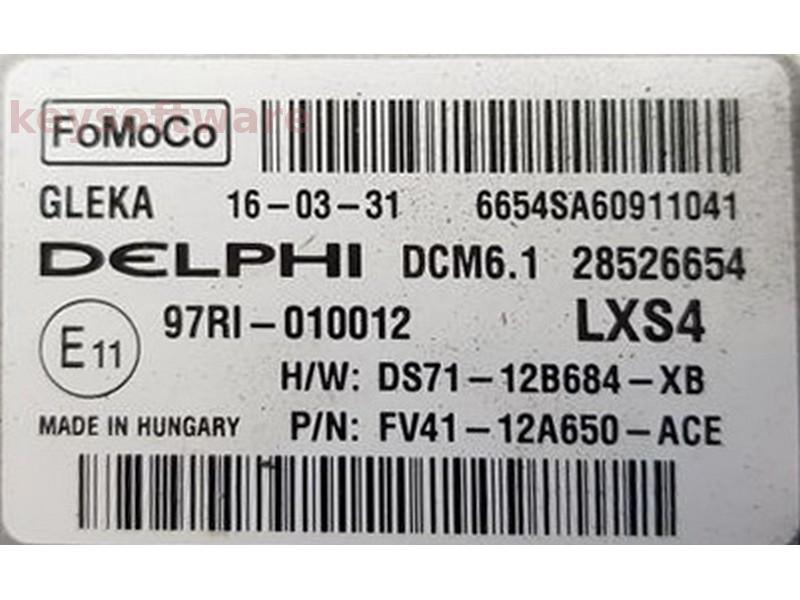 keysoftware
FoMoCo
GLEKA 16-03-31 6654SA60911041
DELPHI DCM6.1 28526654
E11 97RI-010012 LXS4
H/W: DS71-12B684-XB
MADE IN HUNGARY P/N: FV41-12A650-ACE